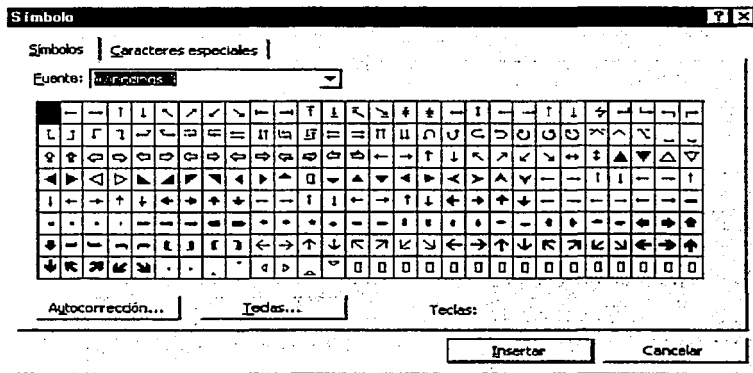 Símbolo
Símbolos Caracteres especiales
Fuente:
Autocorrección... Teclas... Teclas:
Insertar Cancelar